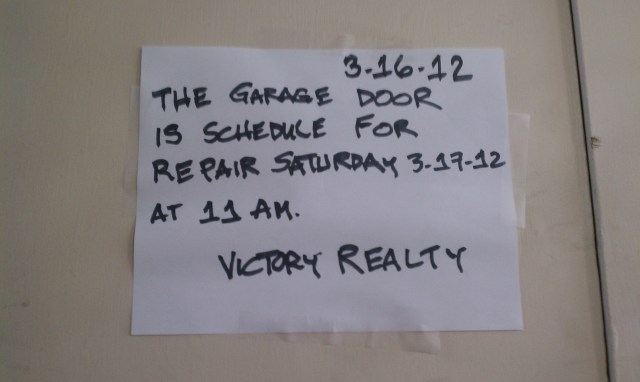 3-16-12
THE GARAGE DOOR
IS SCHEDULE FOR
REPAIR SATURDAY 3-17-12
AT 11 AM.
VICTORY REALTY